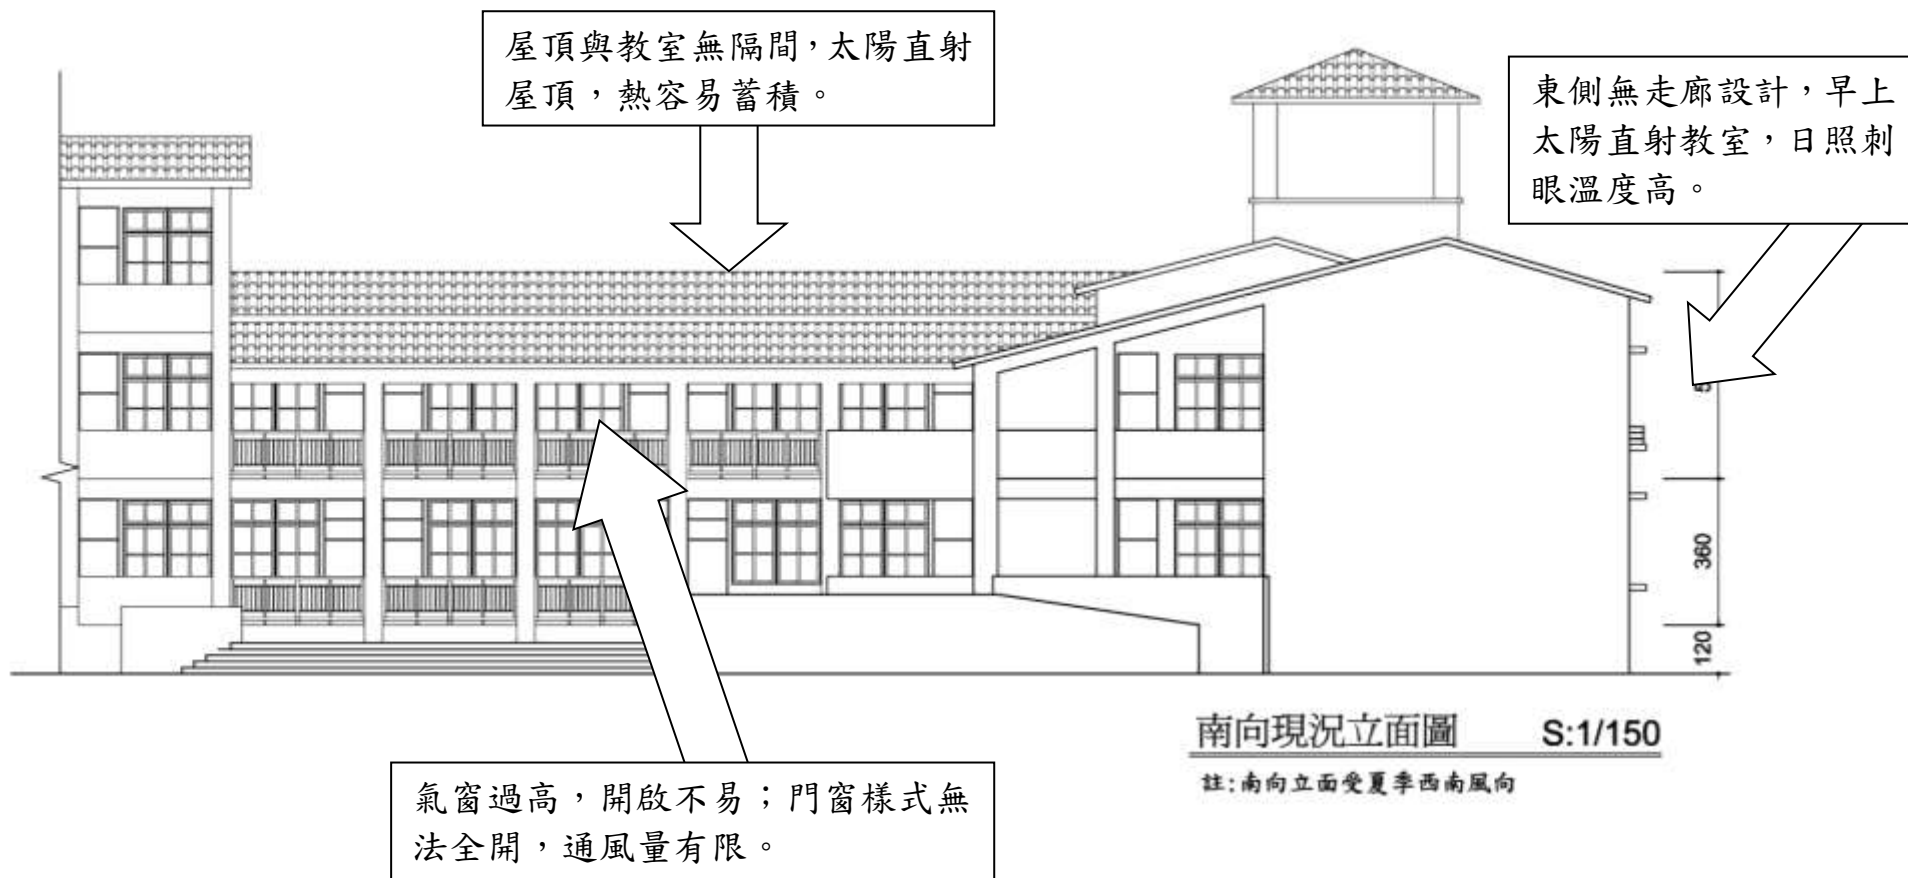 屋頂與教室無隔間，太陽直射
屋頂，熱容易蓄積。
東側無走廊設計，早上
太陽直射教室，日照刺
眼溫度高。
360
120
南向現況立面圖 S:1/150
註:南向立面受夏季西南風向
氣窗過高，開啟不易；門窗樣式無
法全開，通風量有限。